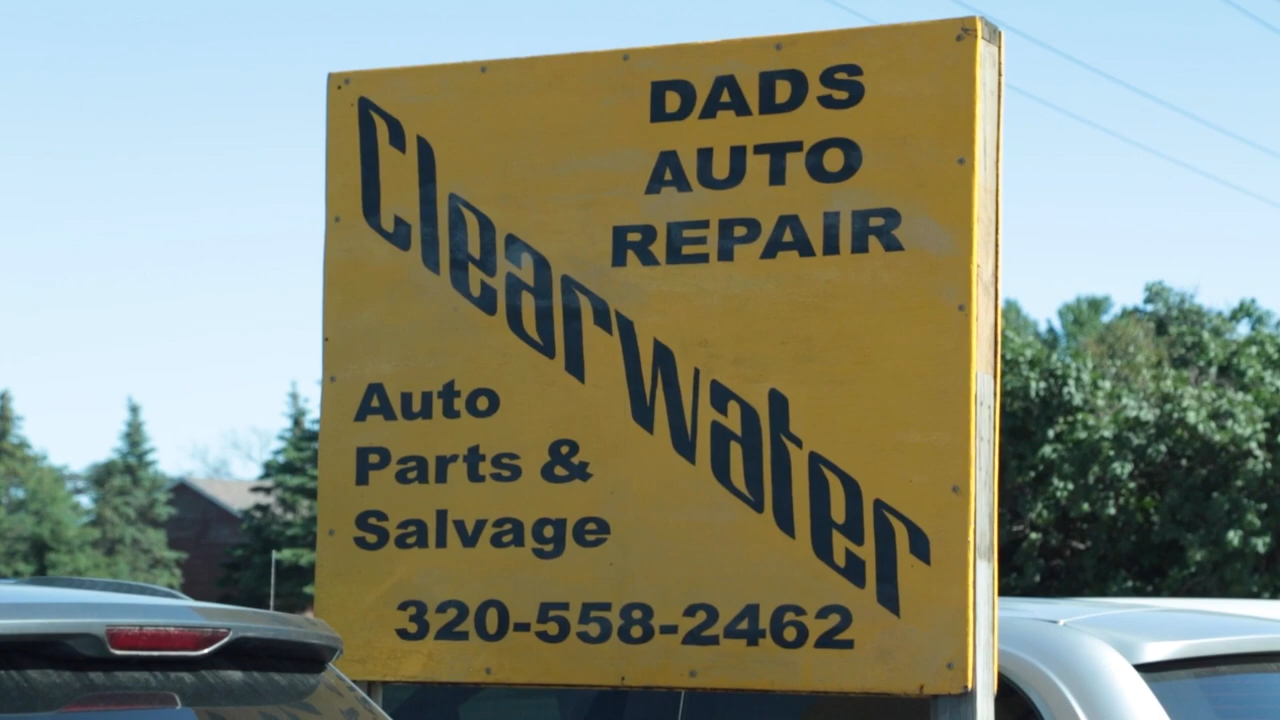 DADS
AUTO
REPAIR
Clearwater
Auto
Parts &
Salvage
320-558-2462